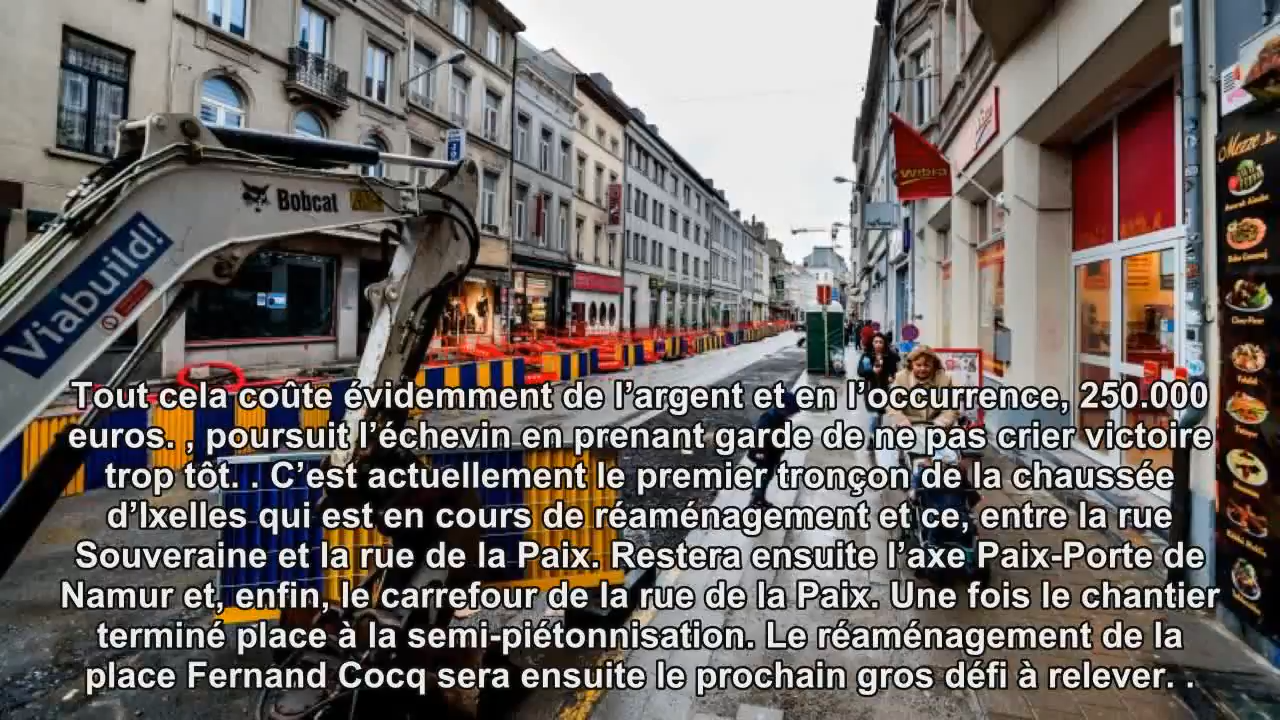 Bobcat
Viabuild!
Wibra
Mezze
Tout cela coûte évidemment de l’argent et en l’occurrence, 250.000
euros. , poursuit l’échevin en prenant garde de ne pas crier victoire
trop tôt. . C’est actuellement le premier tronçon de la chaussée
d’Ixelles qui est en cours de réaménagement et ce, entre la rue
Souveraine et la rue de la Paix. Restera ensuite l’axe Paix-Porte de
Namur et, enfin, le carrefour de la rue de la Paix. Une fois le chantier
terminé place à la semi-piétonnisation. Le réaménagement de la
place Fernand Cocq sera ensuite le prochain gros défi à relever. .